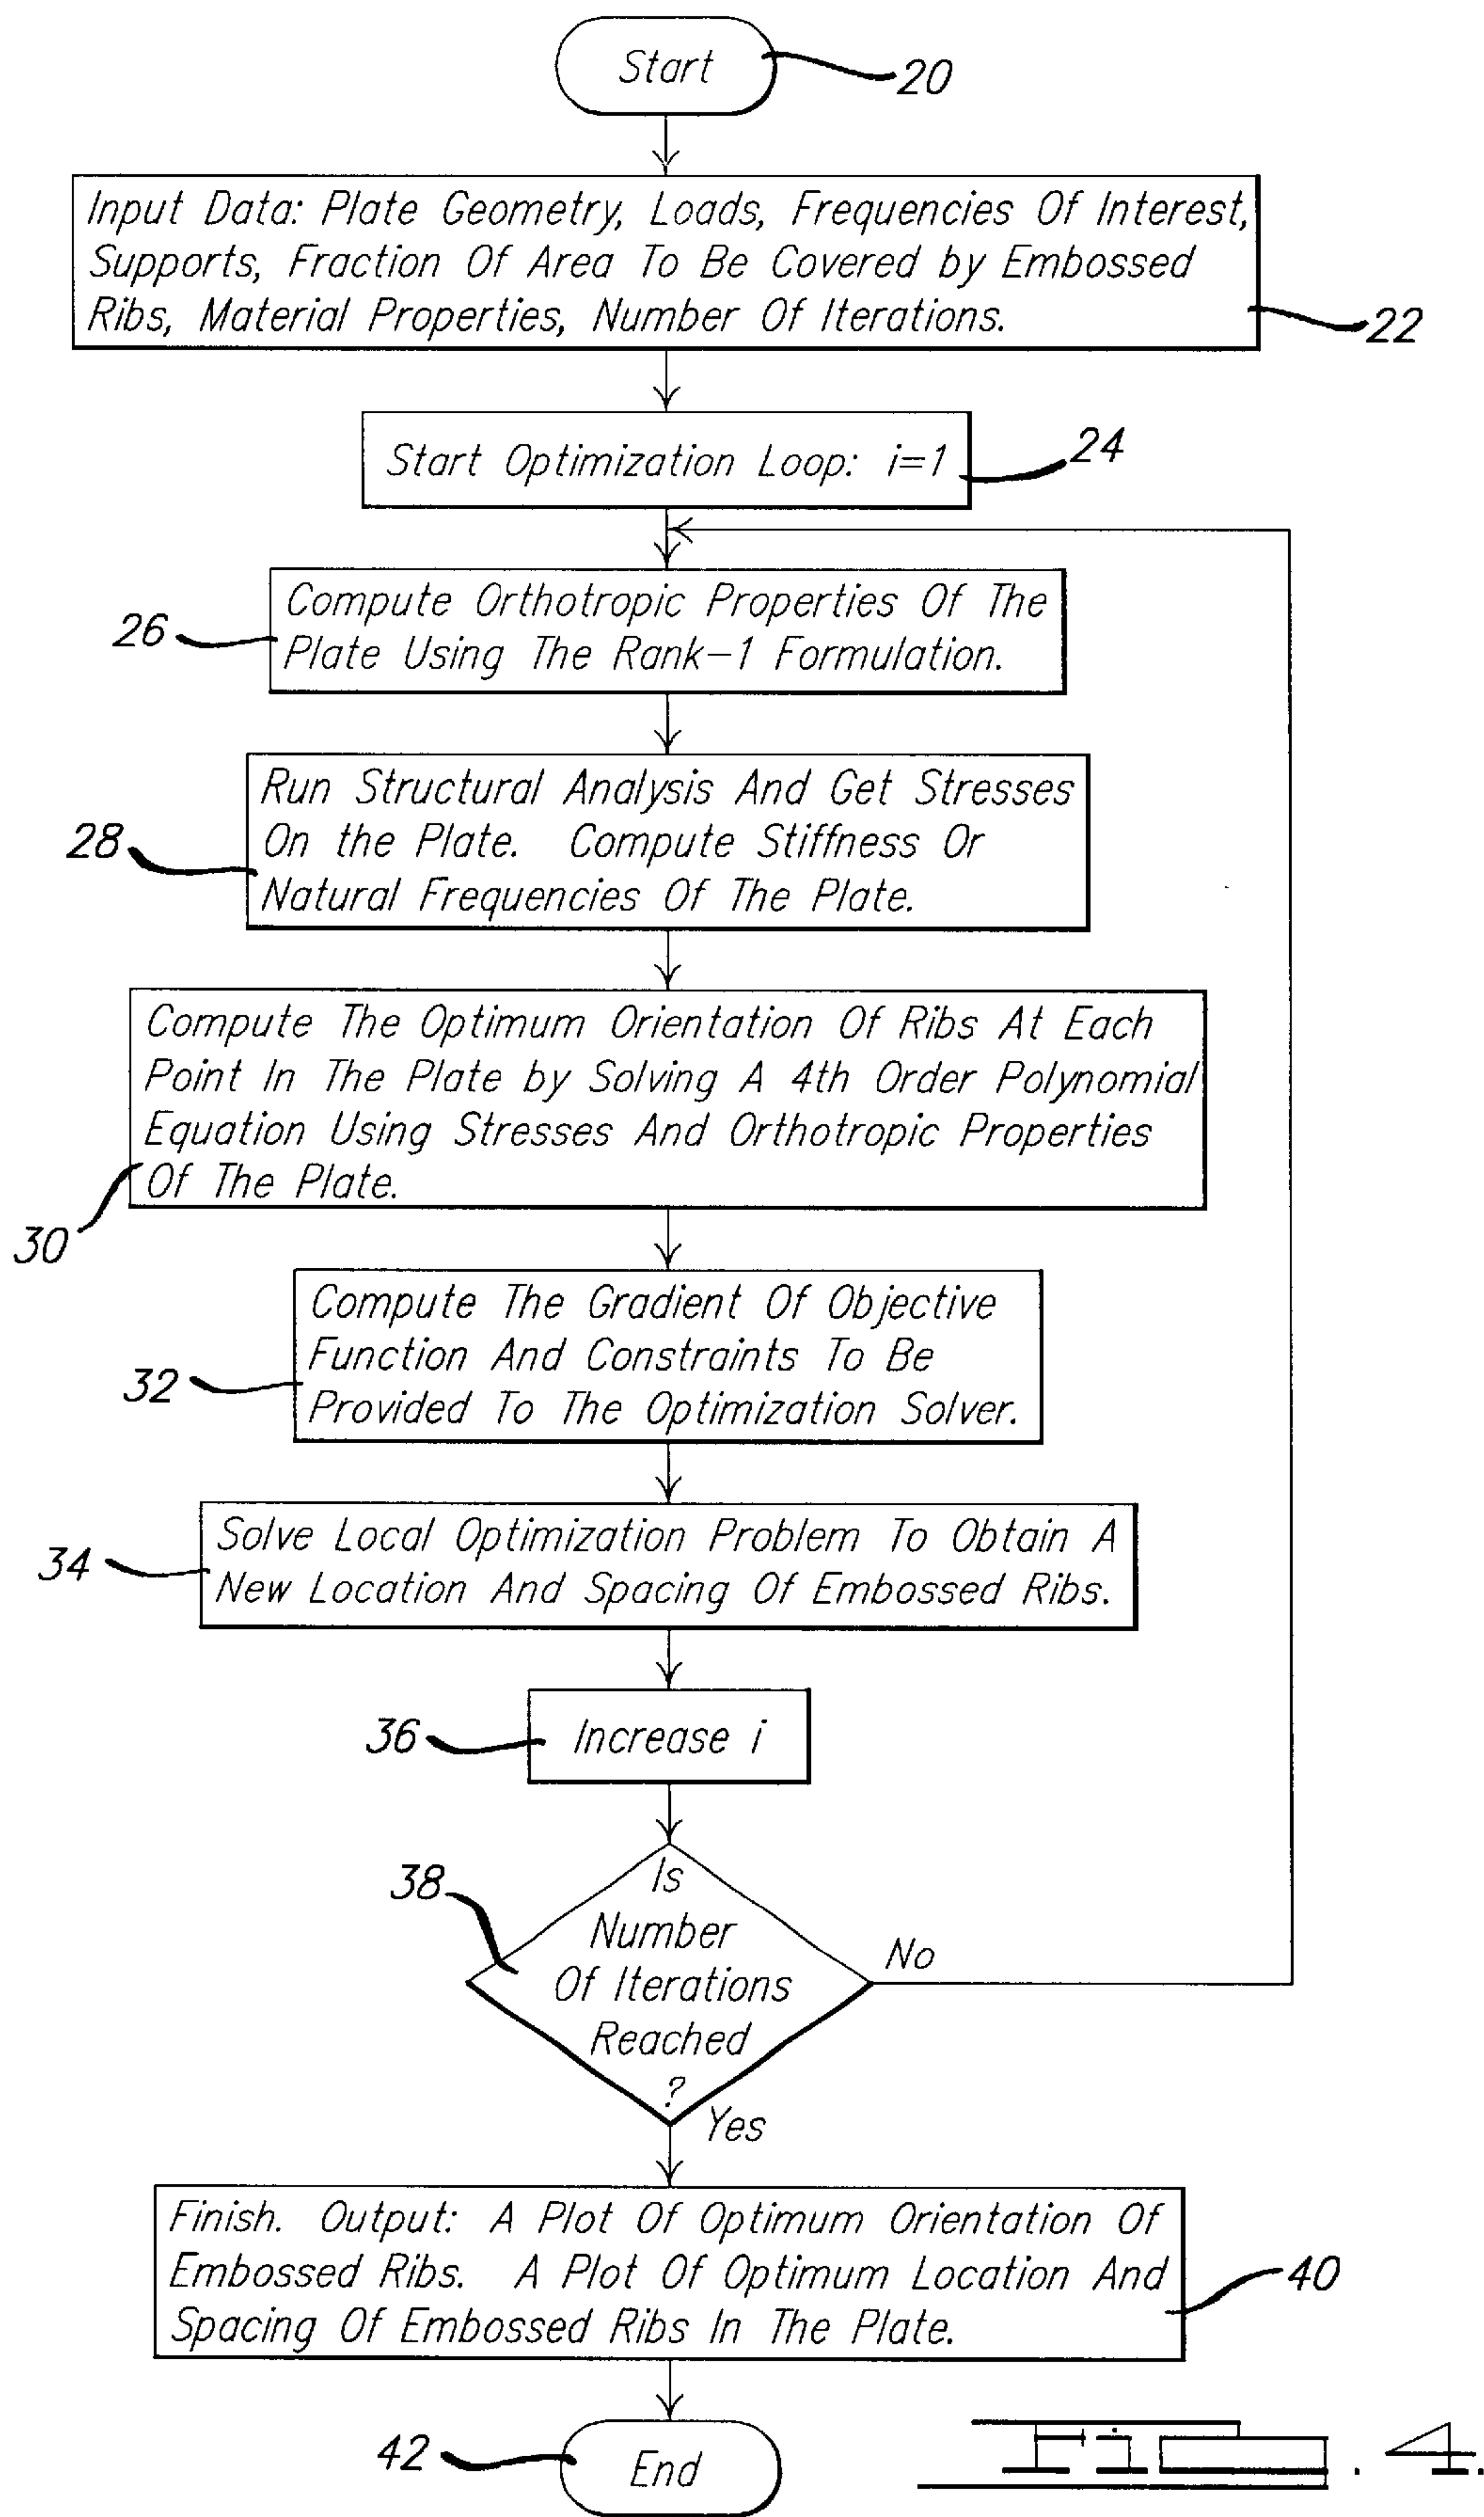 Start
20
Input Data: Plate Geometry, Loads, Frequencies Of Interest,
Supports, Fraction Of Area To Be Covered by Embossed
Ribs, Material Properties, Number Of Iterations.
22
Start Optimization Loop: i=1
24
Compute Orthotropic Properties Of The
Plate Using The Rank-1 Formulation.
26
Run Structural Analysis And Get Stresses
On the Plate. Compute Stiffness Or
Natural Frequencies Of The Plate.
28
Compute The Optimum Orientation Of Ribs At Each
Point In The Plate by Solving A 4th Order Polynomial
Equation Using Stresses And Orthotropic Properties
Of The Plate.
30
Compute The Gradient Of Objective
Function And Constraints To Be
Provided To The Optimization Solver.
32
Solve Local Optimization Problem To Obtain A
New Location And Spacing Of Embossed Ribs.
34
Increase i
36
Is
Number
Of Iterations
Reached
?
38
No
Yes
Finish. Output: A Plot Of Optimum Orientation Of
Embossed Ribs. A Plot Of Optimum Location And
Spacing Of Embossed Ribs In The Plate.
40
End
42
Fig. 4.